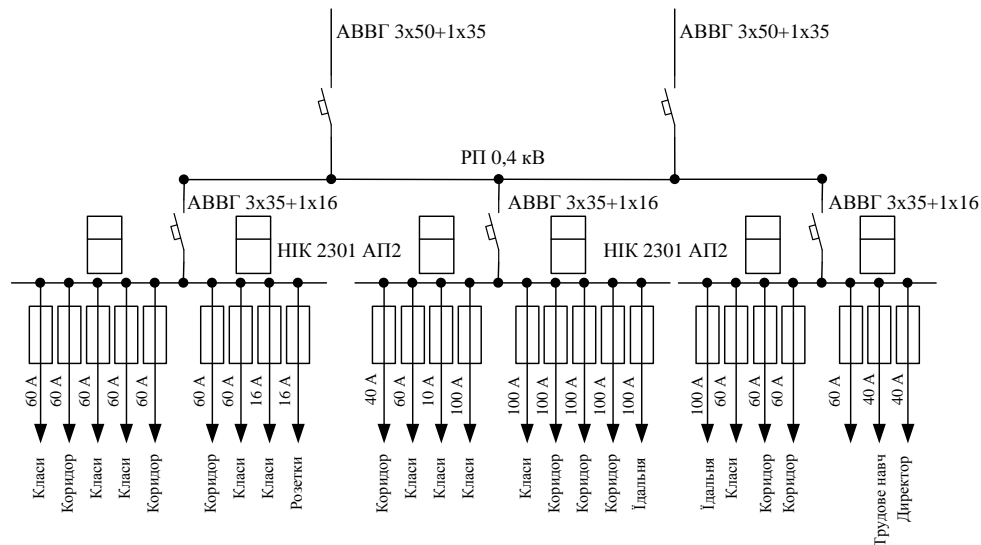 АВВГ 3х50+1х35
АВВГ 3х50+1х35
РП 0,4 кВ
АВВГ 3х35+1х16
АВВГ 3х35+1х16
АВВГ 3х35+1х16
НІК 2301 АП2
НІК 2301 АП2
60 А
60 А
60 А
60 А
60 А
60 А
60 А
16 А
16 А
40 А
60 А
10 А
100 А
100 А
100 А
100 А
100 А
100 А
100 А
60 А
60 А
60 А
60 А
40 А
40 А
Класи
Коридор
Класи
Класи
Коридор
Коридор
Класи
Класи
Розетки
Коридор
Класи
Класи
Класи
Класи
Коридор
Коридор
Коридор
Їдальня
Їдальня
Класи
Коридор
Коридор
Трудове навч
Директор